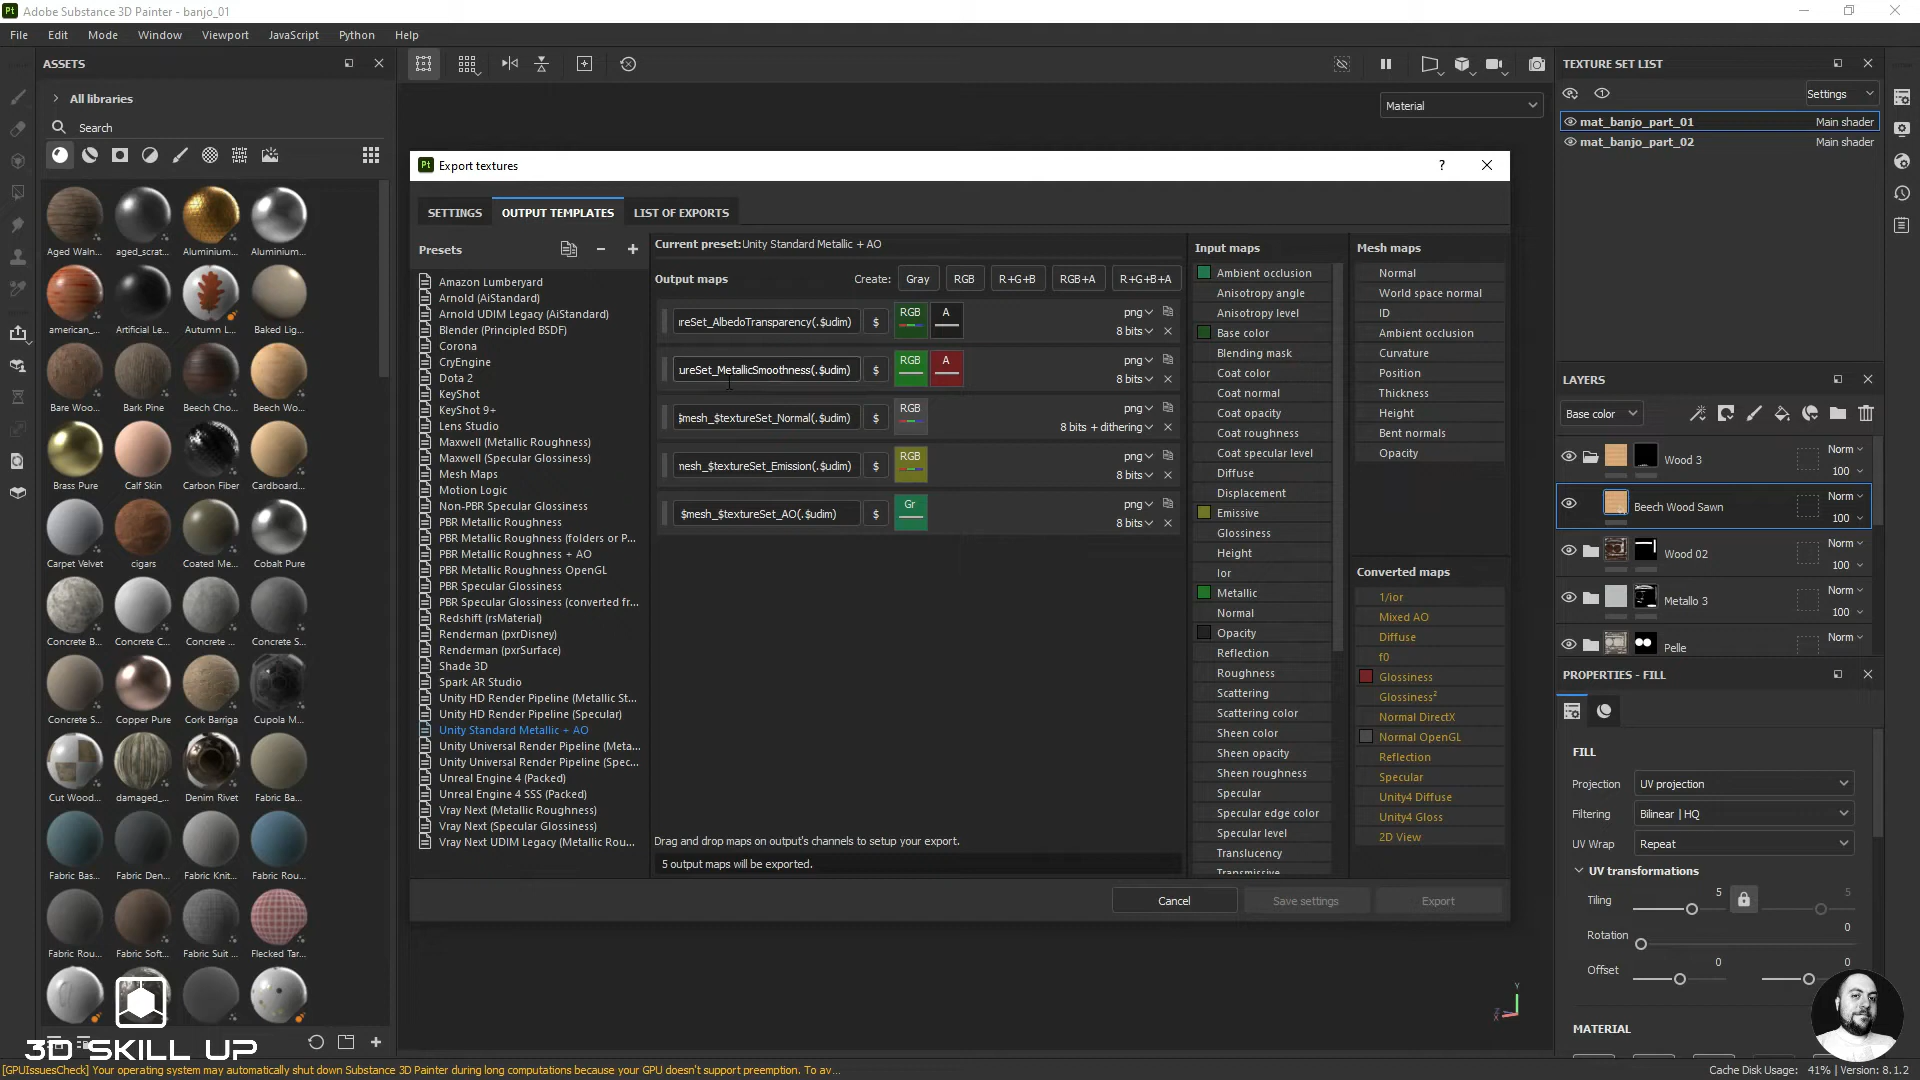 Adobe Substance 3D Painter - banjo_01
File Edit Mode Window Viewport JavaScript Python Help
ASSETS
All libraries
Search
Aged Waln... aged_scrat... Aluminium... Aluminium...
american_... Artificial Le... Autumn L... Baked Lig...
Bare Woo... Bark Pine Beech Cho... Beech Wo...
Brass Pure Calf Skin Carbon Fiber Cardboard...
Carpet Velvet cigars Coated Me... Cobalt Pure
Concrete B... Concrete C... Concrete ... Concrete S...
Concrete S... Copper Pure Cork Barriga Cupola M...
Cut Wood... damaged_... Denim Rivet Fabric Ba...
Fabric Bas... Fabric Den... Fabric Knit... Fabric Rou...
Fabric Rou... Fabric Soft... Fabric Suit ... Flecked Tar...
3D SKILL UP
Material
Export textures
?
SETTINGS OUTPUT TEMPLATES LIST OF EXPORTS
Presets
Amazon Lumberyard
Arnold (AiStandard)
Arnold UDIM Legacy (AiStandard)
Blender (Principled BSDF)
Corona
CryEngine
Dota 2
KeyShot
KeyShot 9+
Lens Studio
Maxwell (Metallic Roughness)
Maxwell (Specular Glossiness)
Mesh Maps
Motion Logic
Non-PBR Specular Glossiness
PBR Metallic Roughness
PBR Metallic Roughness (folders or P...
PBR Metallic Roughness + AO
PBR Metallic Roughness OpenGL
PBR Specular Glossiness
PBR Specular Glossiness (converted fr...
Redshift (rsMaterial)
Renderman (pxrDisney)
Renderman (pxrSurface)
Shade 3D
Spark AR Studio
Unity HD Render Pipeline (Metallic St...
Unity HD Render Pipeline (Specular)
Unity Standard Metallic + AO
Unity Universal Render Pipeline (Meta...
Unity Universal Render Pipeline (Spec...
Unreal Engine 4 (Packed)
Unreal Engine 4 SSS (Packed)
Vray Next (Metallic Roughness)
Vray Next (Specular Glossiness)
Vray Next UDIM Legacy (Metallic Rou...
Current preset:Unity Standard Metallic + AO
Output maps Create: Gray RGB R+G+B RGB+A R+G+B+A
ureSet_AlbedoTransparency(.$udim) $ RGB A png
8 bits
ureSet_MetallicSmoothness(.$udim) $ RGB A png
8 bits
$mesh_$textureSet_Normal(.$udim) $ RGB png
8 bits + dithering
mesh_$textureSet_Emission(.$udim) $ RGB png
8 bits
$mesh_$textureSet_AO(.$udim) $ Gr png
8 bits
Drag and drop maps on output's channels to setup your export.
5 output maps will be exported.
Input maps
Ambient occlusion
Anisotropy angle
Anisotropy level
Base color
Blending mask
Coat color
Coat normal
Coat opacity
Coat roughness
Coat specular level
Diffuse
Displacement
Emissive
Glossiness
Height
Ior
Metallic
Normal
Opacity
Reflection
Roughness
Scattering
Scattering color
Sheen color
Sheen opacity
Sheen roughness
Specular
Specular edge color
Specular level
Translucency
Transmissive
Mesh maps
Normal
World space normal
ID
Ambient occlusion
Curvature
Position
Thickness
Height
Bent normals
Opacity
Converted maps
1/ior
Mixed AO
Diffuse
f0
Glossiness
Glossiness²
Normal DirectX
Normal OpenGL
Reflection
Specular
Unity4 Diffuse
Unity4 Gloss
2D View
Cancel Save settings Export
Y
TEXTURE SET LIST
Settings
mat_banjo_part_01 Main shader
mat_banjo_part_02 Main shader
LAYERS
Base color
Wood 3 Norm
100
Beech Wood Sawn Norm
100
Wood 02 Norm
100
Metallo 3 Norm
100
Pelle Norm
PROPERTIES - FILL
FILL
Projection UV projection
Filtering Bilinear | HQ
UV Wrap Repeat
UV transformations
Tiling 5 5
Rotation 0
Offset 0 0
MATERIAL
[GPUIssuesCheck] Your operating system may automatically shut down Substance 3D Painter during long computations because your GPU doesn't support preemption. To av...
Cache Disk Usage: 41% | Version: 8.1.2